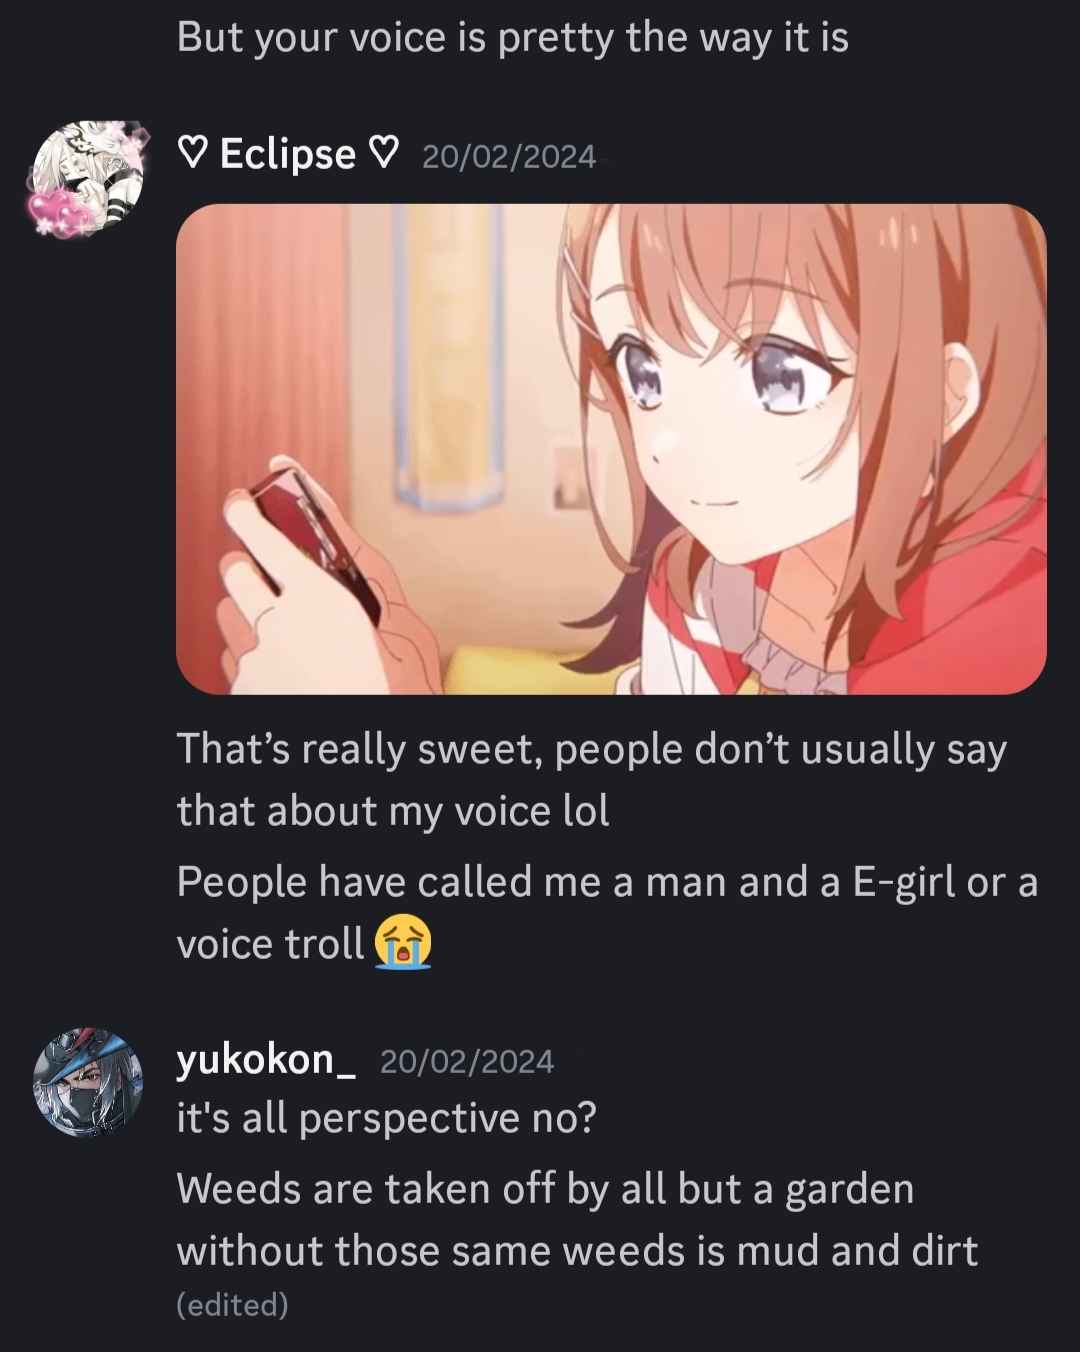 But your voice is pretty the way it is
♡ Eclipse ♡ 20/02/2024
That’s really sweet, people don’t usually say
that about my voice lol
People have called me a man and a E-girl or a
voice troll 😭
yukokon_ 20/02/2024
it's all perspective no?
Weeds are taken off by all but a garden
without those same weeds is mud and dirt
(edited)